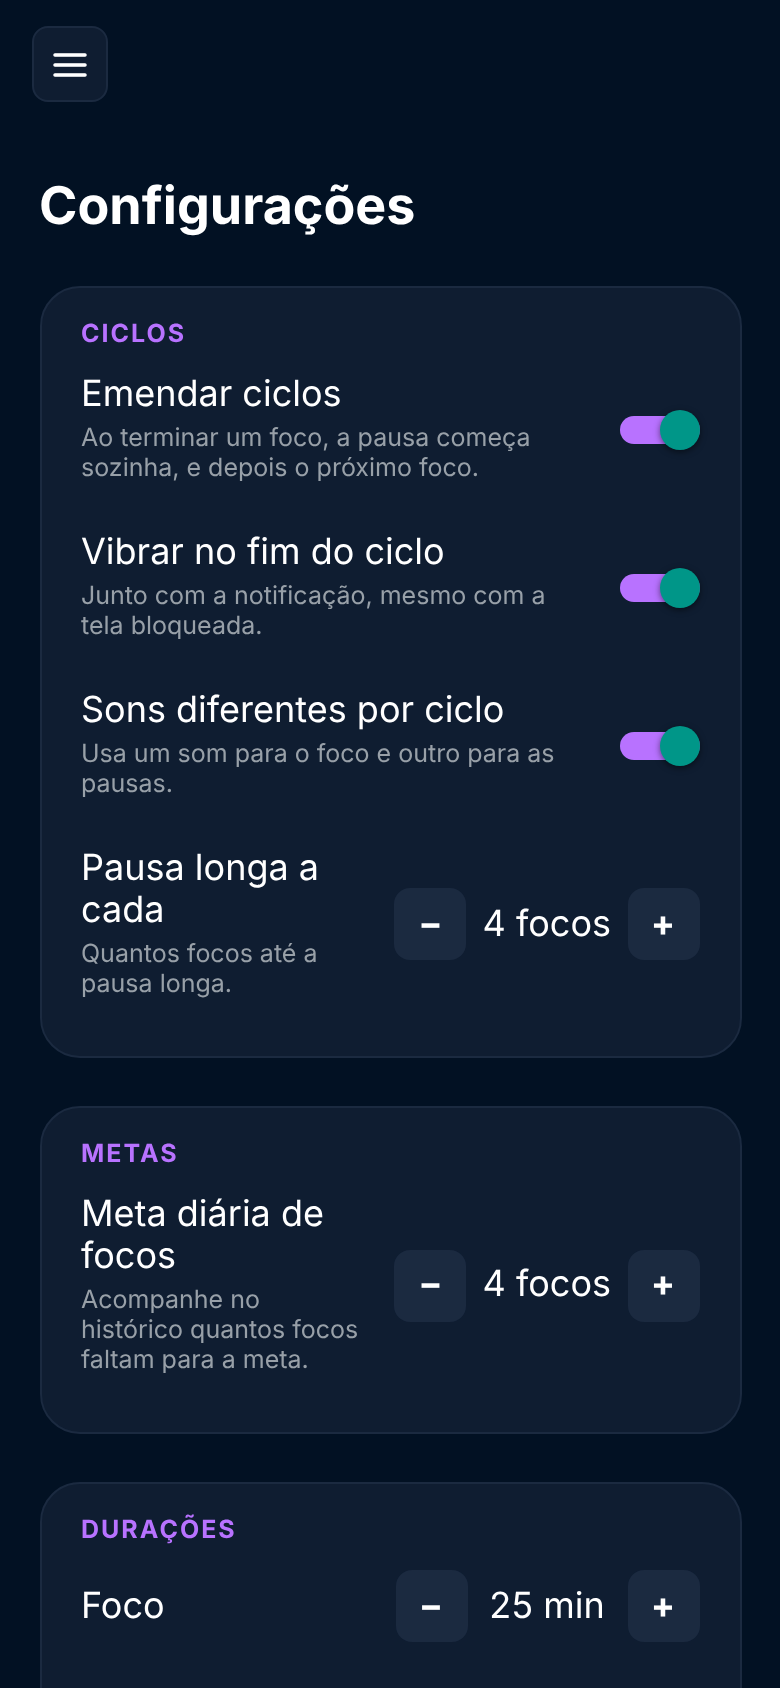 Configurações
CICLOS
Emendar ciclos
Ao terminar um foco, a pausa começa
sozinha, e depois o próximo foco.
Vibrar no fim do ciclo
Junto com a notificação, mesmo com a
tela bloqueada.
Sons diferentes por ciclo
Usa um som para o foco e outro para as
pausas.
Pausa longa a
cada
Quantos focos até a
pausa longa.
− 4 focos +
METAS
Meta diária de
focos
Acompanhe no
histórico quantos focos
faltam para a meta.
− 4 focos +
DURAÇÕES
Foco − 25 min +